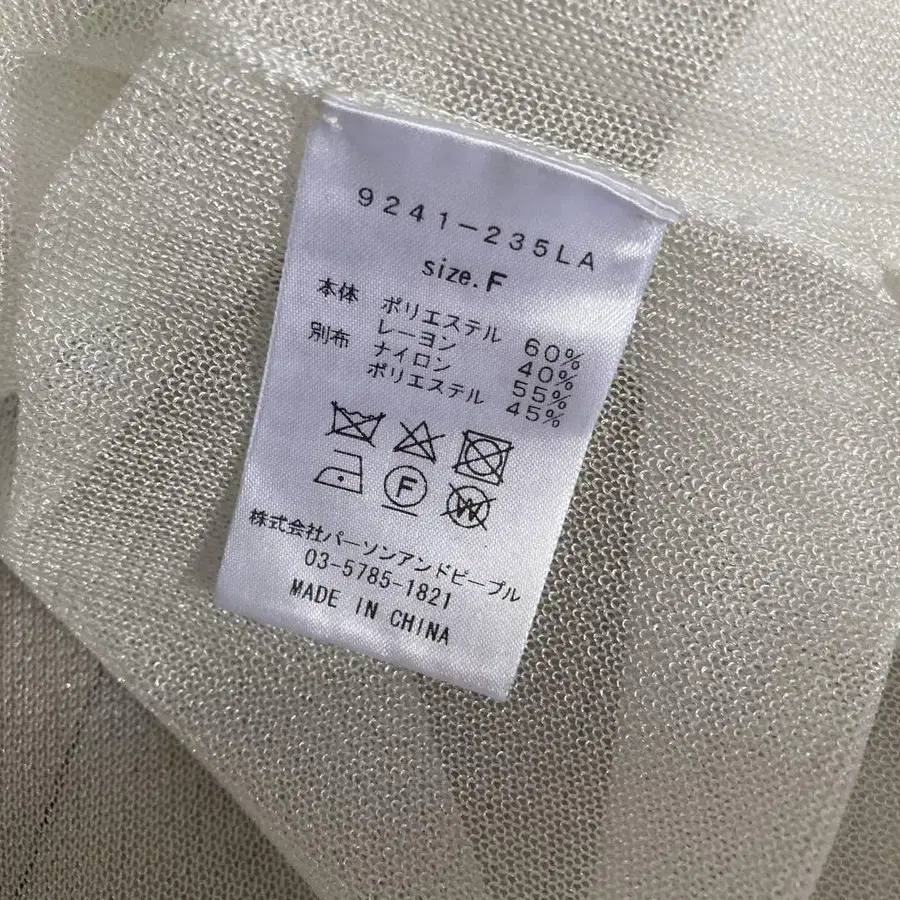 9241-235LA
size.F
本体 ポリエステル 60%
レーヨン 40%
別布 ナイロン 55%
ポリエステル 45%
F W
株式会社パーソンアンドピープル
03-5785-1821
MADE IN CHINA